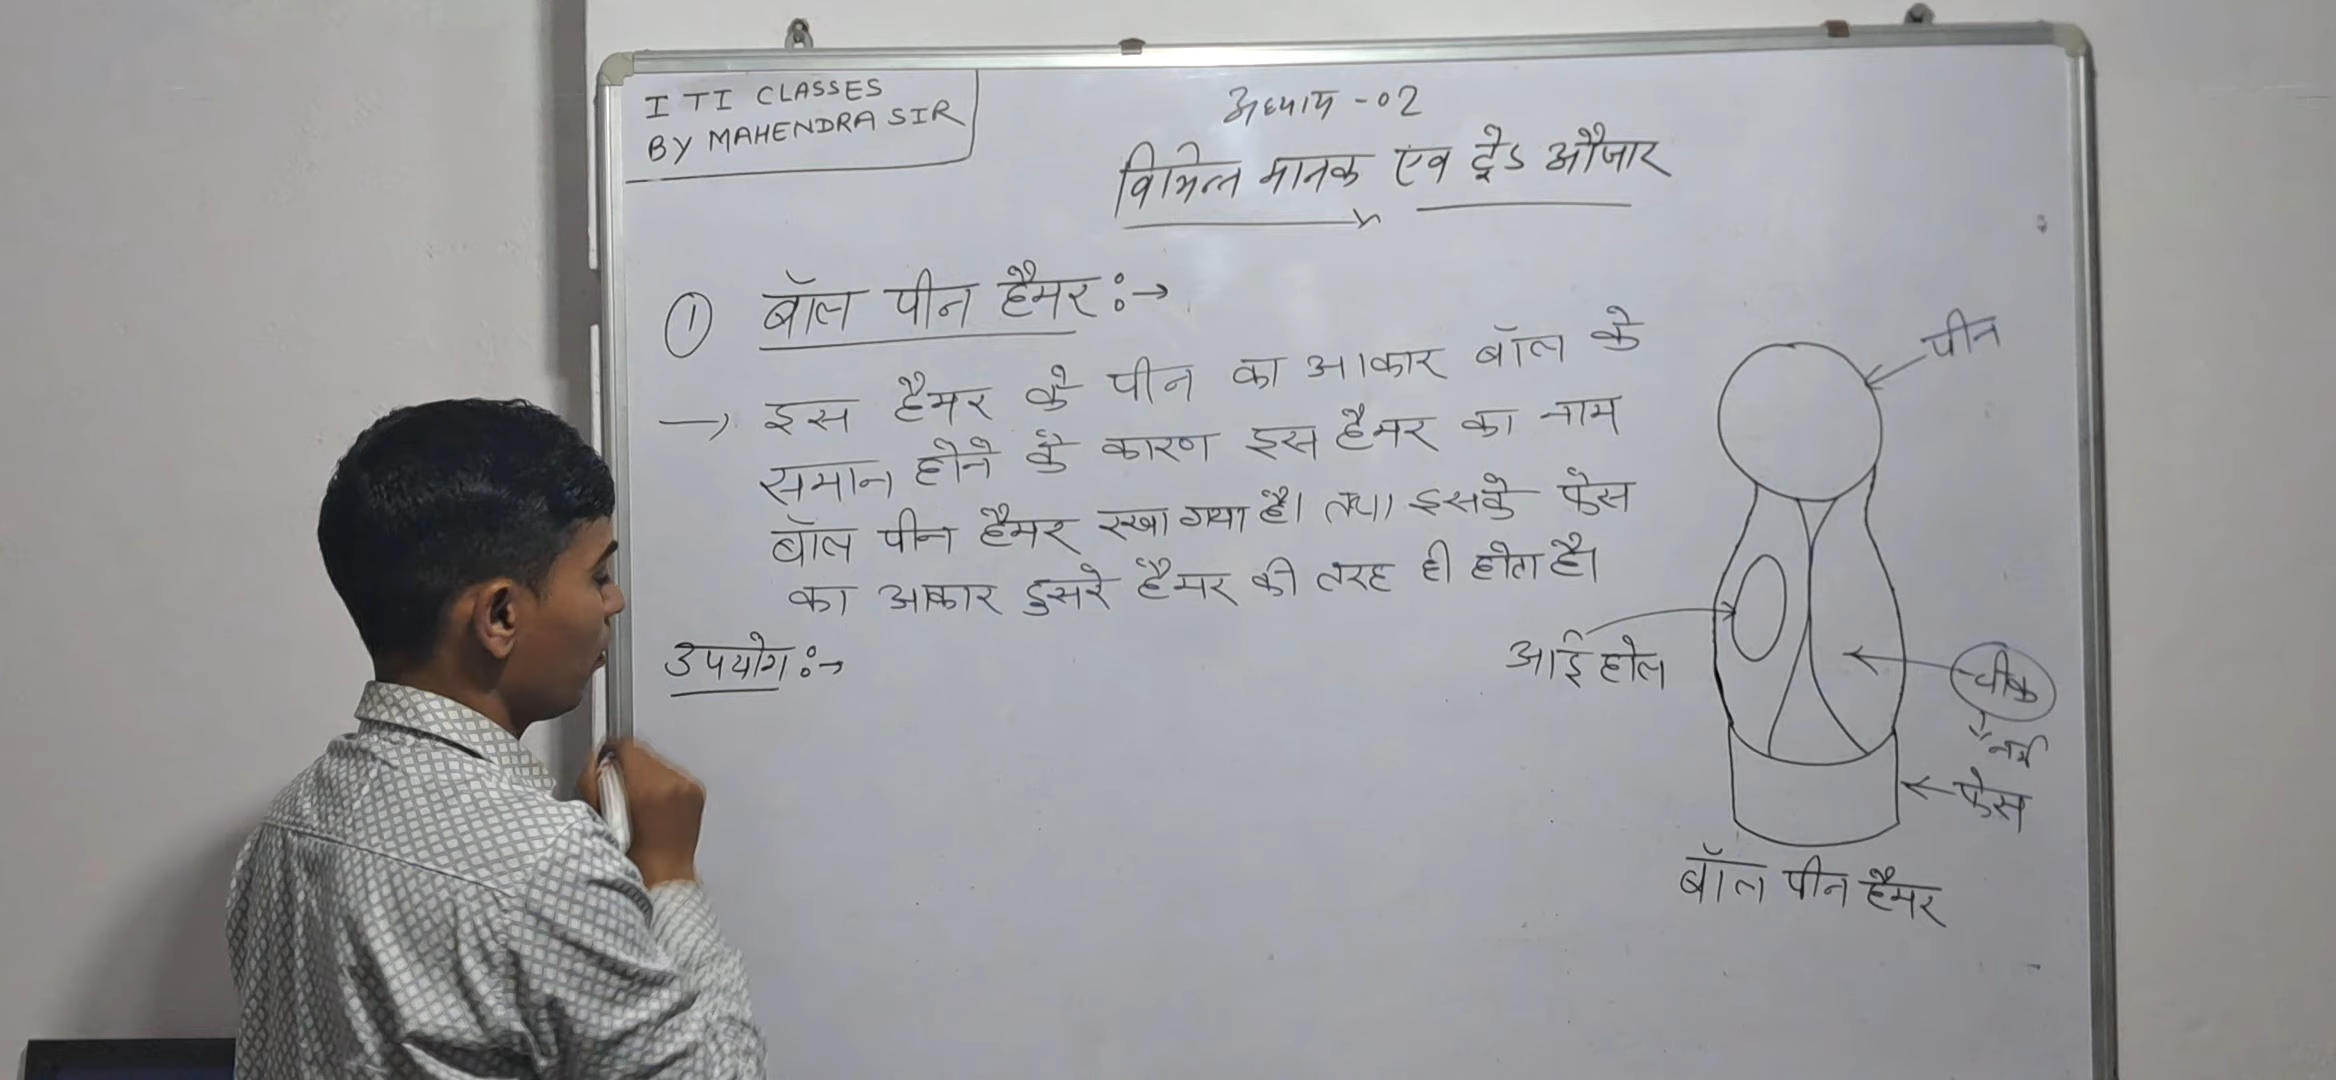 ITI CLASSES
BY MAHENDRA SIR
अध्याय -02
विभिन्न मानक एवं ट्रेड औजार
① बॉल पीन हैमर :→
→ इस हैमर के पीन का आकार बॉल के
समान होने के कारण इस हैमर का नाम
बॉल पीन हैमर रखा गया है। तथा इसके फेस
का आकार दुसरे हैमर की तरह ही होता है।
उपयोग :→
पीन
आई होल
चीक
फेस
बॉल पीन हैमर